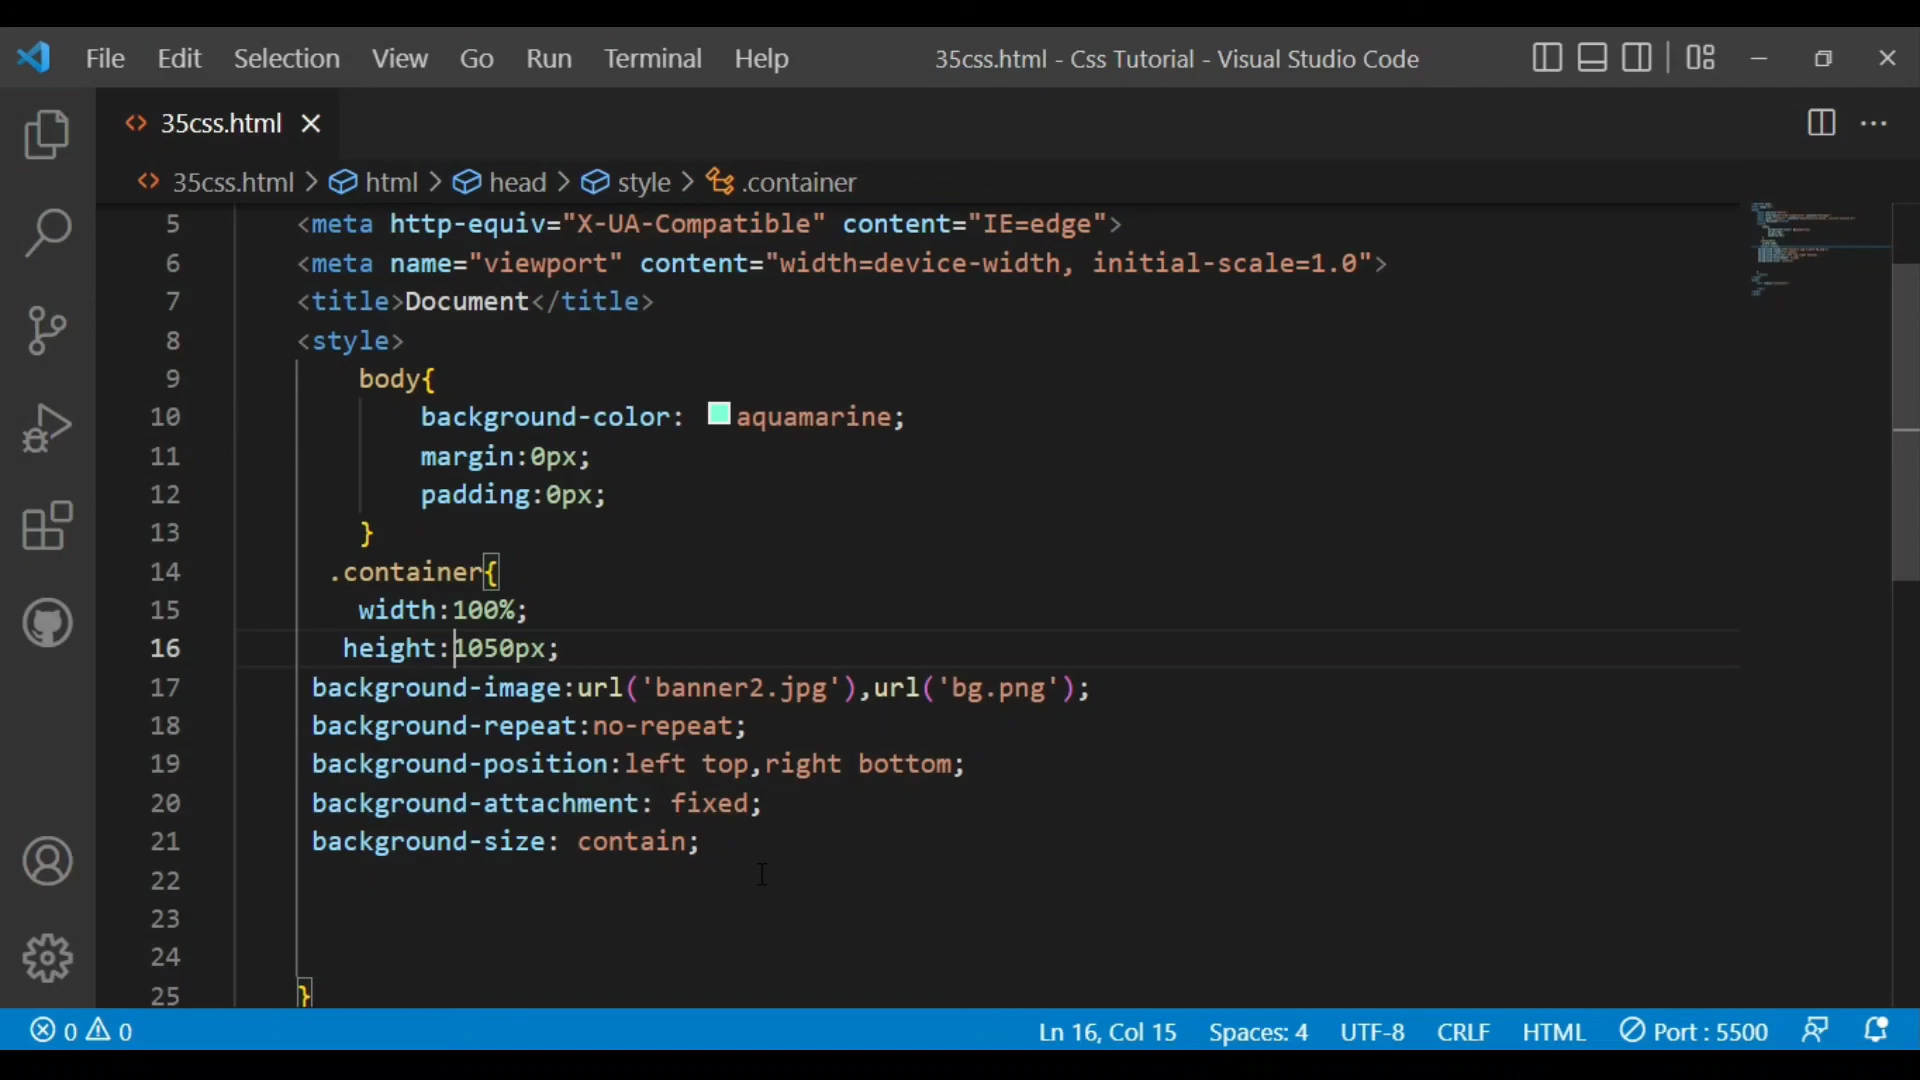 File Edit Selection View Go Run Terminal Help 35css.html - Css Tutorial - Visual Studio Code
35css.html
35css.html > html > head > style > .container
5 <meta http-equiv="X-UA-Compatible" content="IE=edge">
6 <meta name="viewport" content="width=device-width, initial-scale=1.0">
7 <title>Document</title>
8 <style>
9 body{
10 background-color: aquamarine;
11 margin:0px;
12 padding:0px;
13 }
14 .container{
15 width:100%;
16 height:1050px;
17 background-image:url('banner2.jpg'),url('bg.png');
18 background-repeat:no-repeat;
19 background-position:left top,right bottom;
20 background-attachment: fixed;
21 background-size: contain;
22
23
24
25 }
0 0 Ln 16, Col 15 Spaces: 4 UTF-8 CRLF HTML Port : 5500